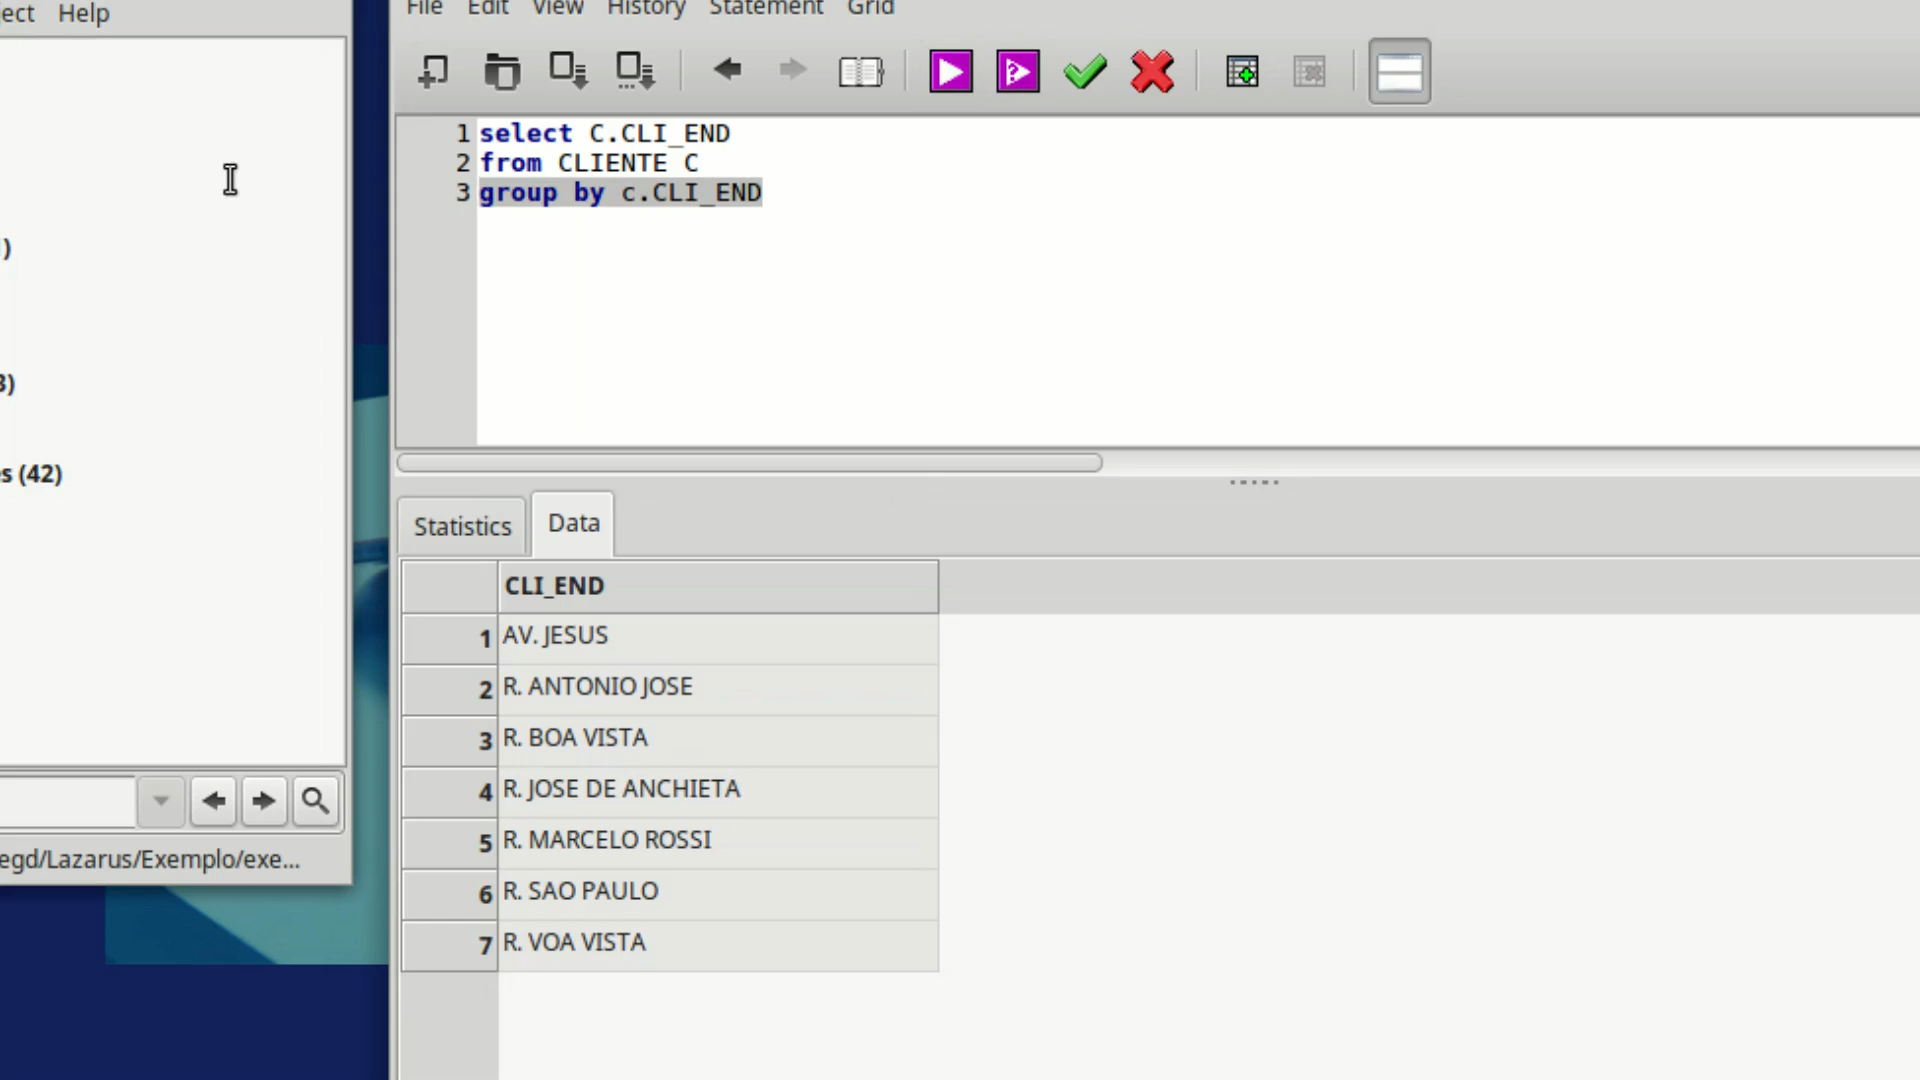 ect Help
)
3)
s (42)
egd/Lazarus/Exemplo/exe...
File Edit View History Statement Grid
1 select C.CLI_END
2 from CLIENTE C
3 group by c.CLI_END
Statistics Data
CLI_END
1 AV. JESUS
2 R. ANTONIO JOSE
3 R. BOA VISTA
4 R. JOSE DE ANCHIETA
5 R. MARCELO ROSSI
6 R. SAO PAULO
7 R. VOA VISTA